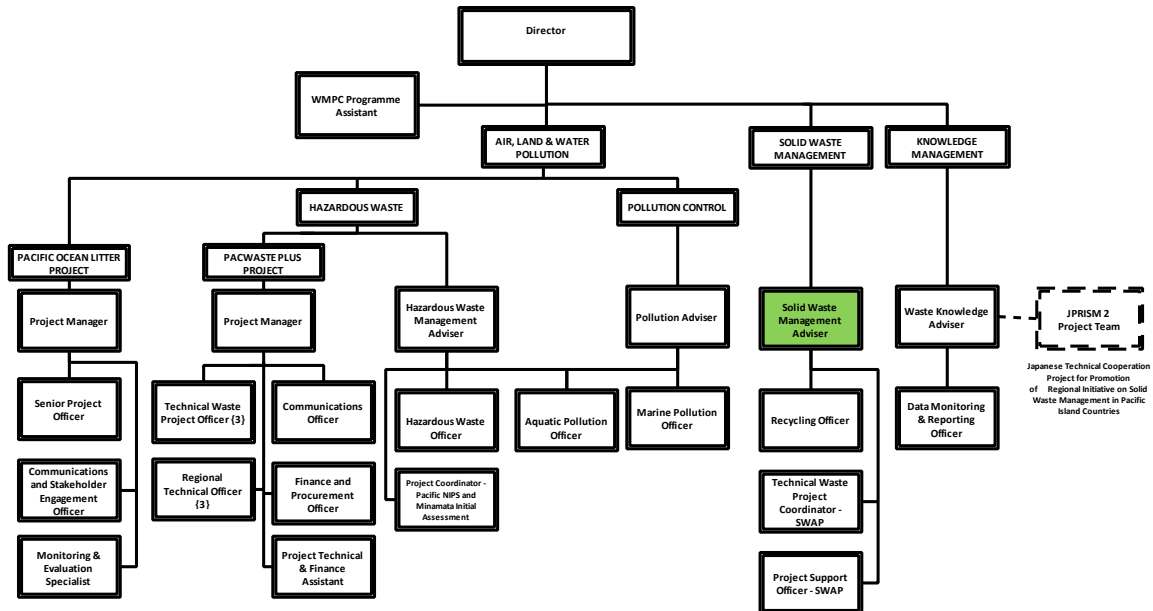 Director
WMPC Programme
Assistant
AIR, LAND & WATER
POLLUTION
SOLID WASTE
MANAGEMENT
KNOWLEDGE
MANAGEMENT
HAZARDOUS WASTE
POLLUTION CONTROL
PACIFIC OCEAN LITTER
PROJECT
PACWASTE PLUS
PROJECT
Project Manager
Project Manager
Hazardous Waste
Management
Adviser
Pollution Adviser
Solid Waste
Management
Adviser
Waste Knowledge
Adviser
JPRISM 2
Project Team
Japanese Technical Cooperation
Project for Promotion
of Regional Initiative on Solid
Waste Management in Pacific
Island Countries
Senior Project
Officer
Technical Waste
Project Officer {3}
Communications
Officer
Hazardous Waste
Officer
Aquatic Pollution
Officer
Marine Pollution
Officer
Recycling Officer
Data Monitoring
& Reporting
Officer
Communications
and Stakeholder
Engagement
Officer
Regional
Technical Officer
{3}
Finance and
Procurement
Officer
Project Coordinator -
Pacific NIPS and
Minamata Initial
Assessment
Technical Waste
Project
Coordinator -
SWAP
Monitoring &
Evaluation
Specialist
Project Technical
& Finance
Assistant
Project Support
Officer - SWAP